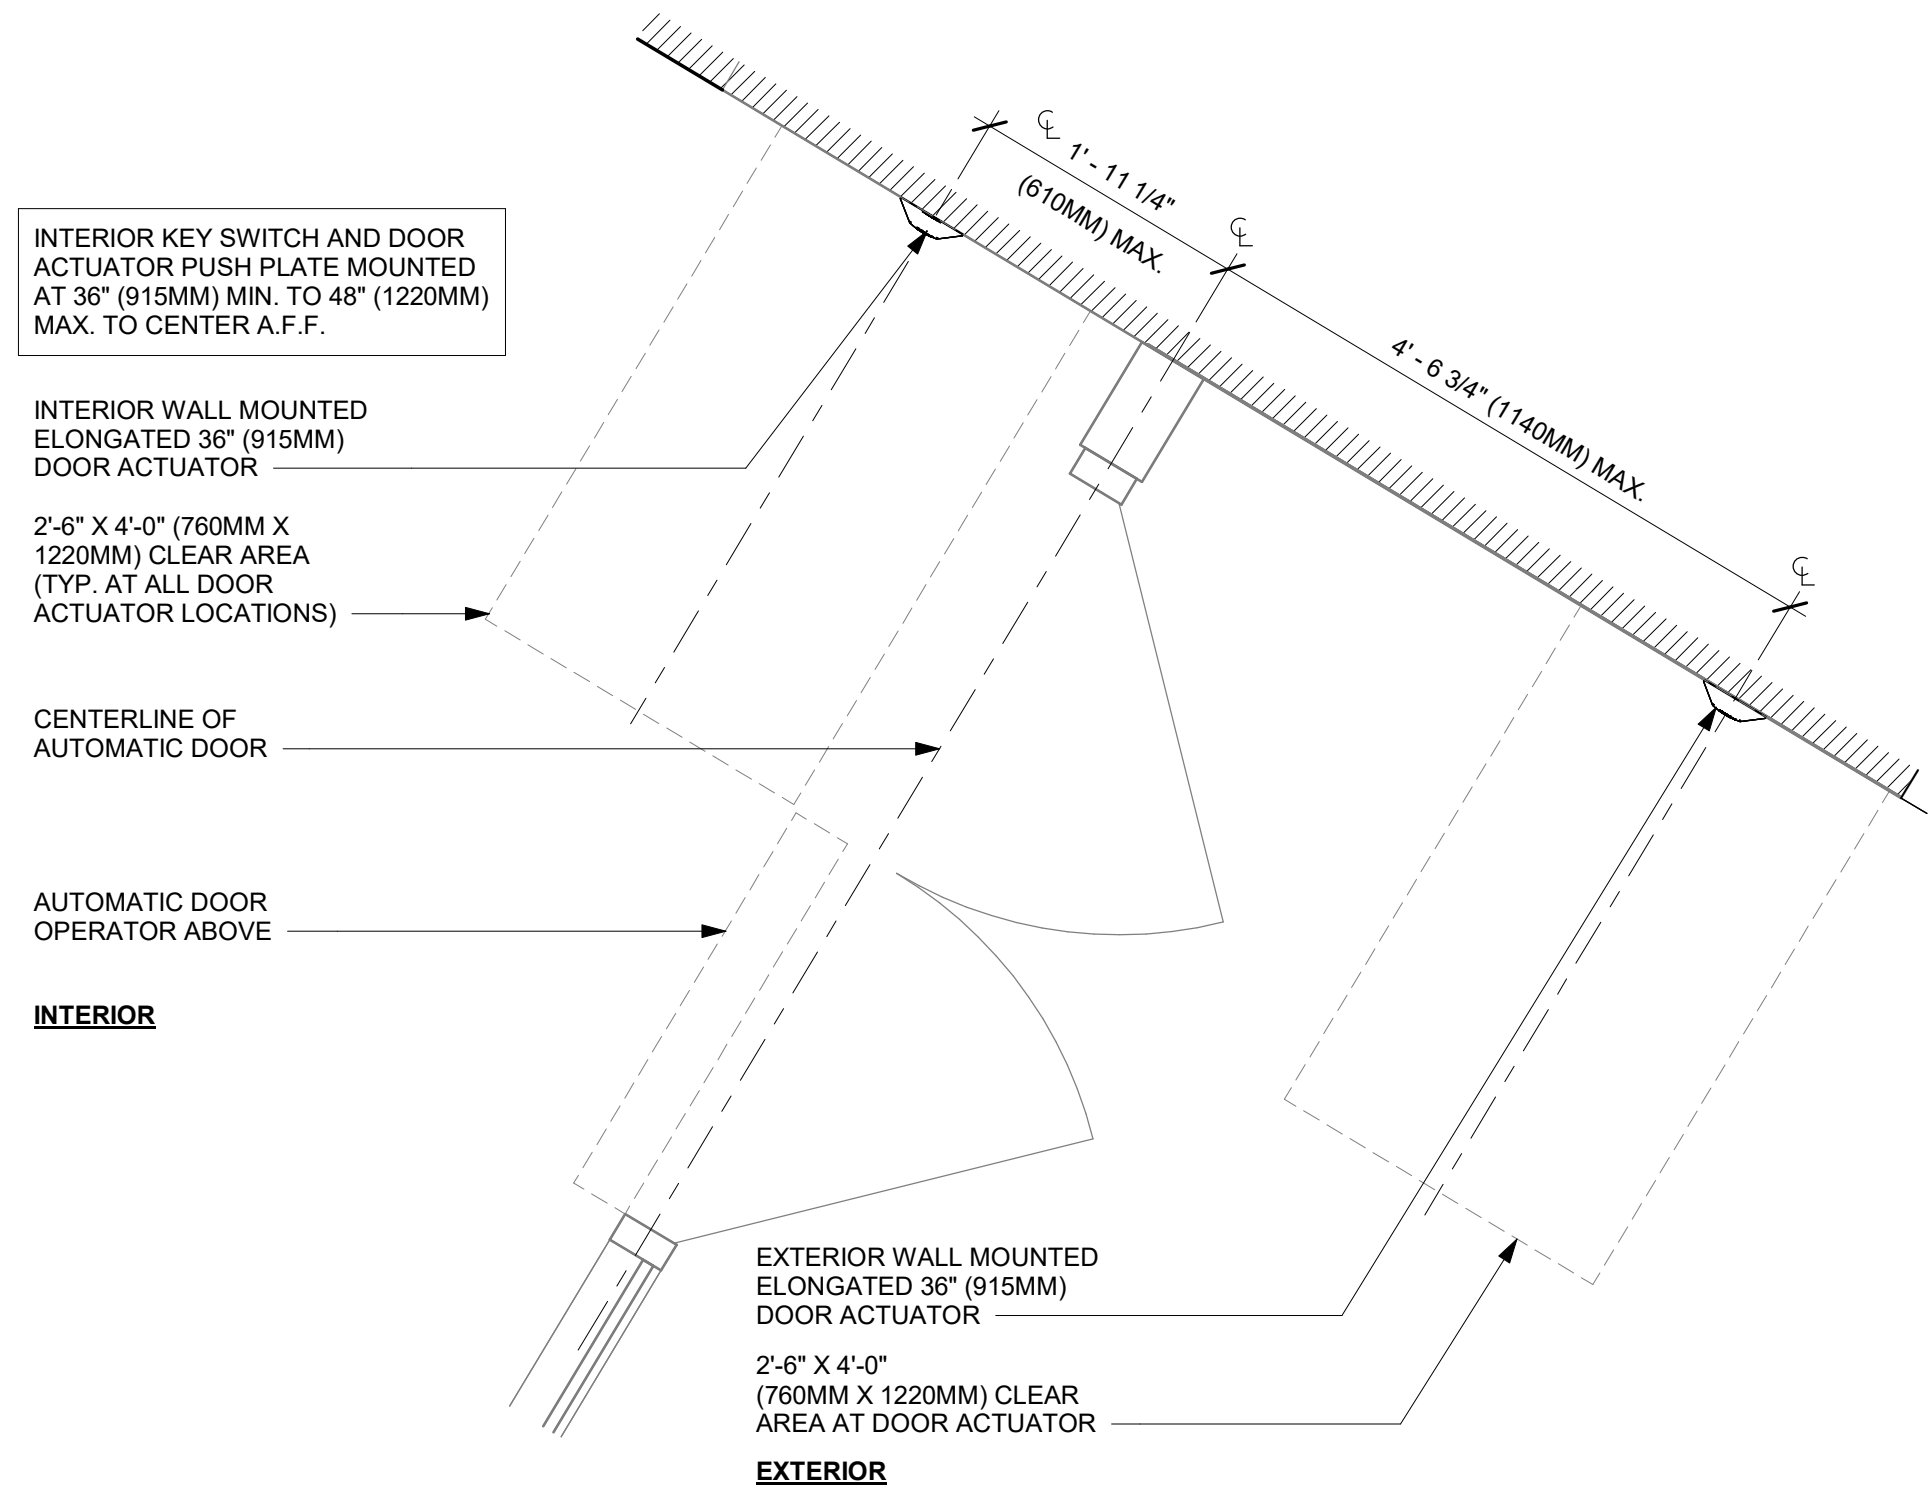 ℄
1' - 11 1/4"
(610MM) MAX.
℄
4' - 6 3/4" (1140MM) MAX.
℄
INTERIOR KEY SWITCH AND DOOR
ACTUATOR PUSH PLATE MOUNTED
AT 36" (915MM) MIN. TO 48" (1220MM)
MAX. TO CENTER A.F.F.
INTERIOR WALL MOUNTED
ELONGATED 36" (915MM)
DOOR ACTUATOR
2'-6" X 4'-0" (760MM X
1220MM) CLEAR AREA
(TYP. AT ALL DOOR
ACTUATOR LOCATIONS)
CENTERLINE OF
AUTOMATIC DOOR
AUTOMATIC DOOR
OPERATOR ABOVE
INTERIOR
EXTERIOR WALL MOUNTED
ELONGATED 36" (915MM)
DOOR ACTUATOR
2'-6" X 4'-0"
(760MM X 1220MM) CLEAR
AREA AT DOOR ACTUATOR
EXTERIOR